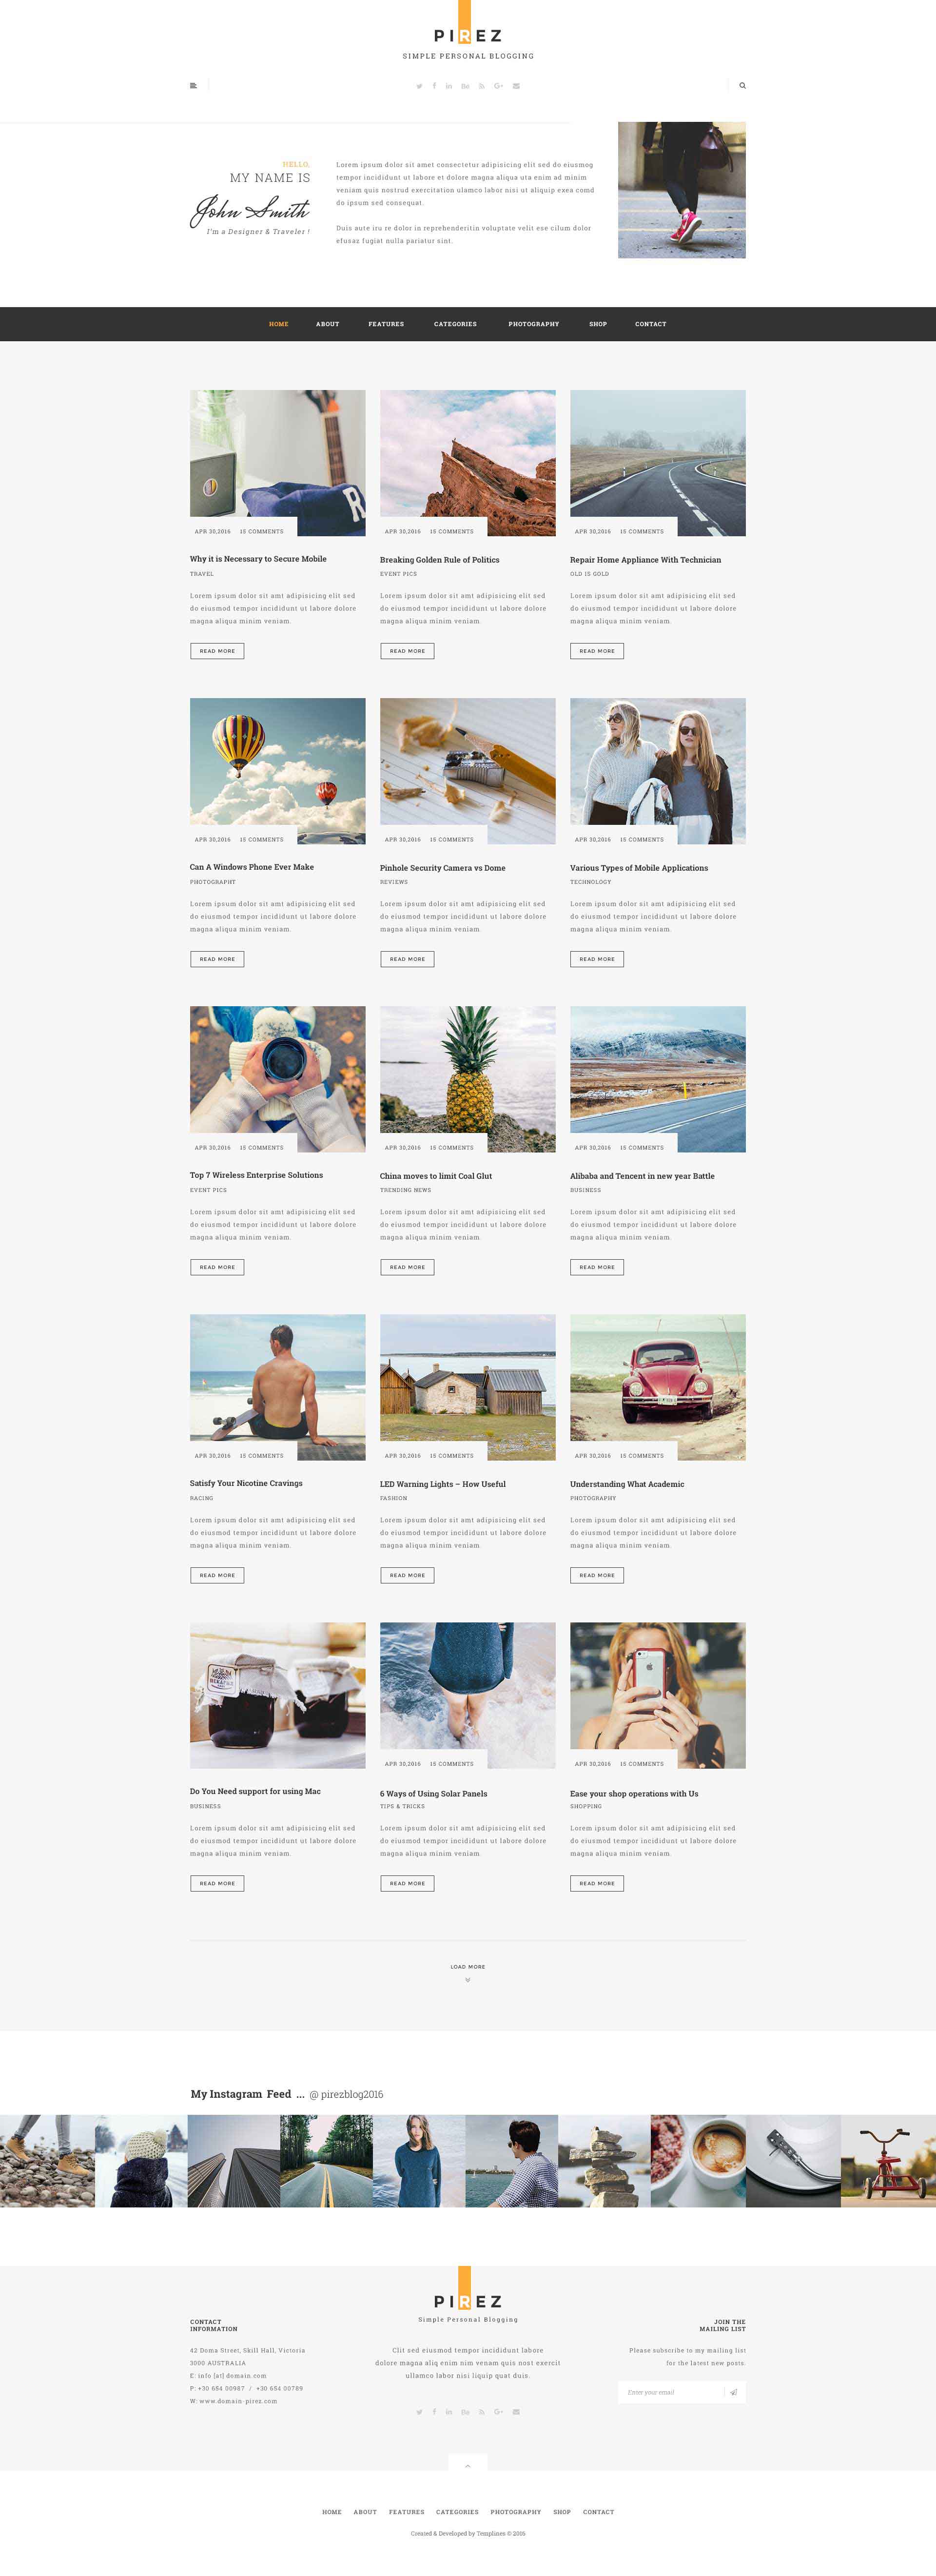 PIREZ
SIMPLE PERSONAL BLOGGING
HELLO,
MY NAME IS
John Smith
I'm a Designer & Traveler !
Lorem ipsum dolor sit amet consectetur adipisicing elit sed do eiusmog
tempor incididunt ut labore et dolore magna aliqua uta enim ad minim
veniam quis nostrud exercitation ulamco labor nisi ut aliquip exea comd
do ipsum sed consequat.
Duis aute iru re dolor in reprehenderitin voluptate velit ese cilum dolor
efusax fugiat nulla pariatur sint.
HOME ABOUT FEATURES CATEGORIES PHOTOGRAPHY SHOP CONTACT
APR 30,2016 15 COMMENTS
Why it is Necessary to Secure Mobile
TRAVEL
Lorem ipsum dolor sit amt adipisicing elit sed
do eiusmod tempor incididunt ut labore dolore
magna aliqua minim veniam.
READ MORE
APR 30,2016 15 COMMENTS
Breaking Golden Rule of Politics
EVENT PICS
Lorem ipsum dolor sit amt adipisicing elit sed
do eiusmod tempor incididunt ut labore dolore
magna aliqua minim veniam.
READ MORE
APR 30,2016 15 COMMENTS
Repair Home Appliance With Technician
OLD IS GOLD
Lorem ipsum dolor sit amt adipisicing elit sed
do eiusmod tempor incididunt ut labore dolore
magna aliqua minim veniam.
READ MORE
APR 30,2016 15 COMMENTS
Can A Windows Phone Ever Make
PHOTOGRAPHT
Lorem ipsum dolor sit amt adipisicing elit sed
do eiusmod tempor incididunt ut labore dolore
magna aliqua minim veniam.
READ MORE
APR 30,2016 15 COMMENTS
Pinhole Security Camera vs Dome
REVIEWS
Lorem ipsum dolor sit amt adipisicing elit sed
do eiusmod tempor incididunt ut labore dolore
magna aliqua minim veniam.
READ MORE
APR 30,2016 15 COMMENTS
Various Types of Mobile Applications
TECHNOLOGY
Lorem ipsum dolor sit amt adipisicing elit sed
do eiusmod tempor incididunt ut labore dolore
magna aliqua minim veniam.
READ MORE
APR 30,2016 15 COMMENTS
Top 7 Wireless Enterprise Solutions
EVENT PICS
Lorem ipsum dolor sit amt adipisicing elit sed
do eiusmod tempor incididunt ut labore dolore
magna aliqua minim veniam.
READ MORE
APR 30,2016 15 COMMENTS
China moves to limit Coal Glut
TRENDING NEWS
Lorem ipsum dolor sit amt adipisicing elit sed
do eiusmod tempor incididunt ut labore dolore
magna aliqua minim veniam.
READ MORE
APR 30,2016 15 COMMENTS
Alibaba and Tencent in new year Battle
BUSINESS
Lorem ipsum dolor sit amt adipisicing elit sed
do eiusmod tempor incididunt ut labore dolore
magna aliqua minim veniam.
READ MORE
APR 30,2016 15 COMMENTS
Satisfy Your Nicotine Cravings
RACING
Lorem ipsum dolor sit amt adipisicing elit sed
do eiusmod tempor incididunt ut labore dolore
magna aliqua minim veniam.
READ MORE
APR 30,2016 15 COMMENTS
LED Warning Lights – How Useful
FASHION
Lorem ipsum dolor sit amt adipisicing elit sed
do eiusmod tempor incididunt ut labore dolore
magna aliqua minim veniam.
READ MORE
APR 30,2016 15 COMMENTS
Understanding What Academic
PHOTOGRAPHY
Lorem ipsum dolor sit amt adipisicing elit sed
do eiusmod tempor incididunt ut labore dolore
magna aliqua minim veniam.
READ MORE
Do You Need support for using Mac
BUSINESS
Lorem ipsum dolor sit amt adipisicing elit sed
do eiusmod tempor incididunt ut labore dolore
magna aliqua minim veniam.
READ MORE
APR 30,2016 15 COMMENTS
6 Ways of Using Solar Panels
TIPS & TRICKS
Lorem ipsum dolor sit amt adipisicing elit sed
do eiusmod tempor incididunt ut labore dolore
magna aliqua minim veniam.
READ MORE
APR 30,2016 15 COMMENTS
Ease your shop operations with Us
SHOPPING
Lorem ipsum dolor sit amt adipisicing elit sed
do eiusmod tempor incididunt ut labore dolore
magna aliqua minim veniam.
READ MORE
LOAD MORE
My Instagram Feed ... @ pirezblog2016
CONTACT
INFORMATION
42 Doma Street, Skill Hall, Victoria
3000 AUSTRALIA
E: info [at] domain.com
P: +30 654 00987 / +30 654 00789
W: www.domain-pirez.com
PIREZ
Simple Personal Blogging
Clit sed eiusmod tempor incididunt labore
dolore magna aliq enim nim venam quis nost exercit
ullamco labor nisi liquip quat duis.
JOIN THE
MAILING LIST
Please subscribe to my mailing list
for the latest new posts:
Enter your email
HOME ABOUT FEATURES CATEGORIES PHOTOGRAPHY SHOP CONTACT